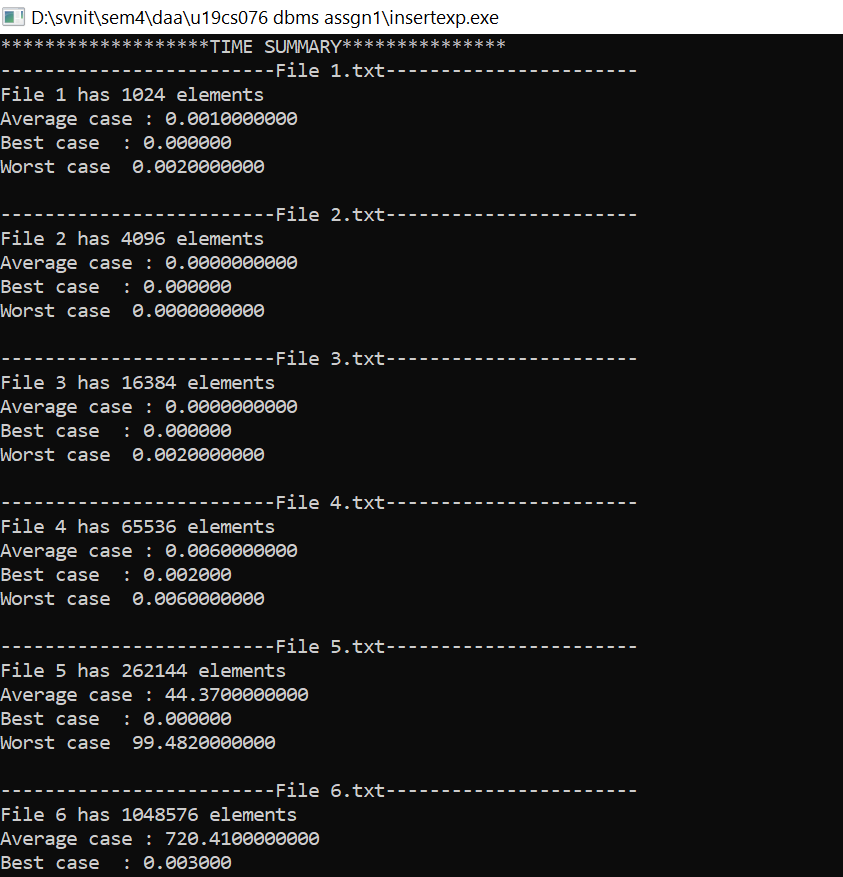 D:\svnit\sem4\daa\u19cs076 dbms assgn1\insertexp.exe
*******************TIME SUMMARY***************
-------------------------File 1.txt-----------------------
File 1 has 1024 elements
Average case : 0.0010000000
Best case  : 0.000000
Worst case  0.0020000000
-------------------------File 2.txt-----------------------
File 2 has 4096 elements
Average case : 0.0000000000
Best case  : 0.000000
Worst case  0.0000000000
-------------------------File 3.txt-----------------------
File 3 has 16384 elements
Average case : 0.0000000000
Best case  : 0.000000
Worst case  0.0020000000
-------------------------File 4.txt-----------------------
File 4 has 65536 elements
Average case : 0.0060000000
Best case  : 0.002000
Worst case  0.0060000000
-------------------------File 5.txt-----------------------
File 5 has 262144 elements
Average case : 44.3700000000
Best case  : 0.000000
Worst case  99.4820000000
-------------------------File 6.txt-----------------------
File 6 has 1048576 elements
Average case : 720.4100000000
Best case  : 0.003000